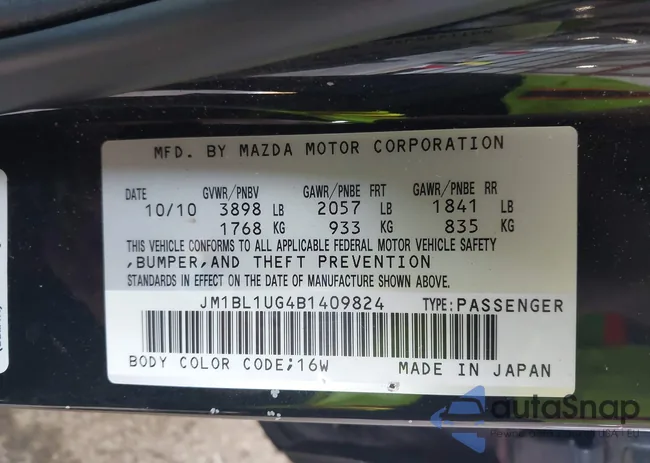 MFD. BY MAZDA MOTOR CORPORATION
DATE GVWR/PNBV GAWR/PNBE FRT GAWR/PNBE RR
10/10 3898 LB 2057 LB 1841 LB
1768 KG 933 KG 835 KG
THIS VEHICLE CONFORMS TO ALL APPLICABLE FEDERAL MOTOR VEHICLE SAFETY
,BUMPER,AND THEFT PREVENTION
STANDARDS IN EFFECT ON THE DATE OF MANUFACTURE SHOWN ABOVE.
JM1BL1UG4B1409824 TYPE:PASSENGER
BODY COLOR CODE;16W MADE IN JAPAN
autaSnap